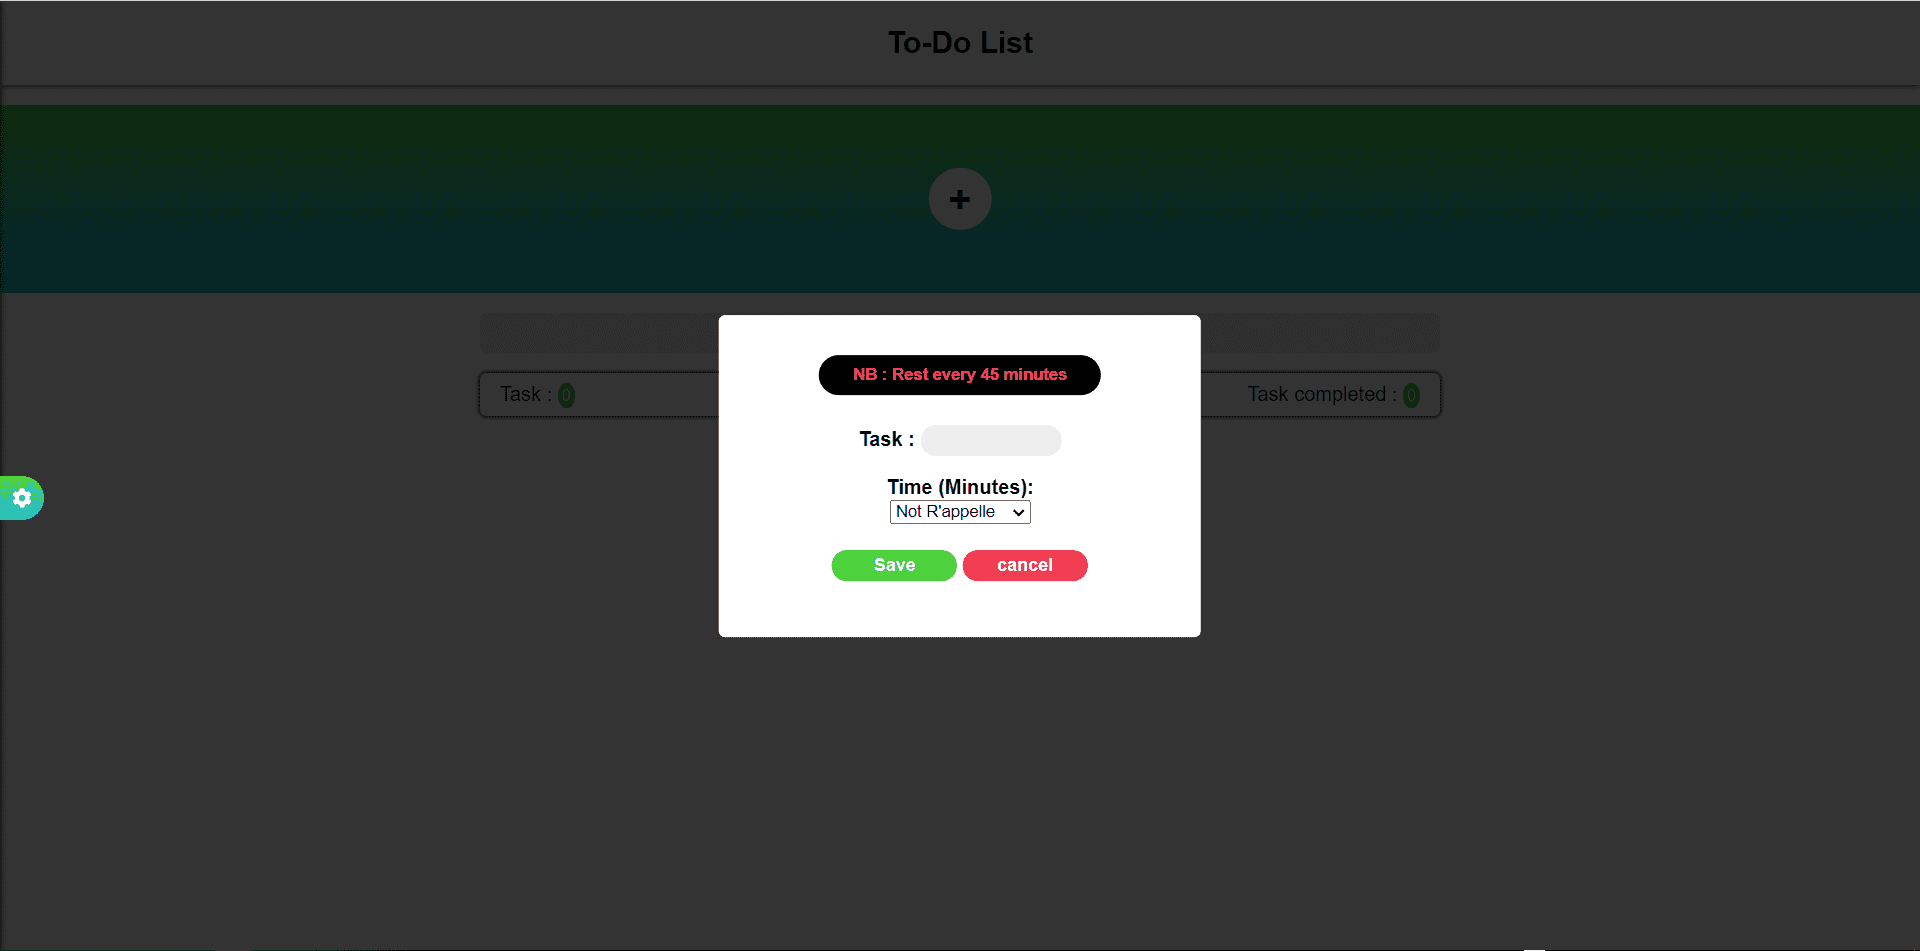 To-Do List
+
Task : 0
Task completed : 0
NB : Rest every 45 minutes
Task :
Time (Minutes):
Not R'appelle
Save
cancel